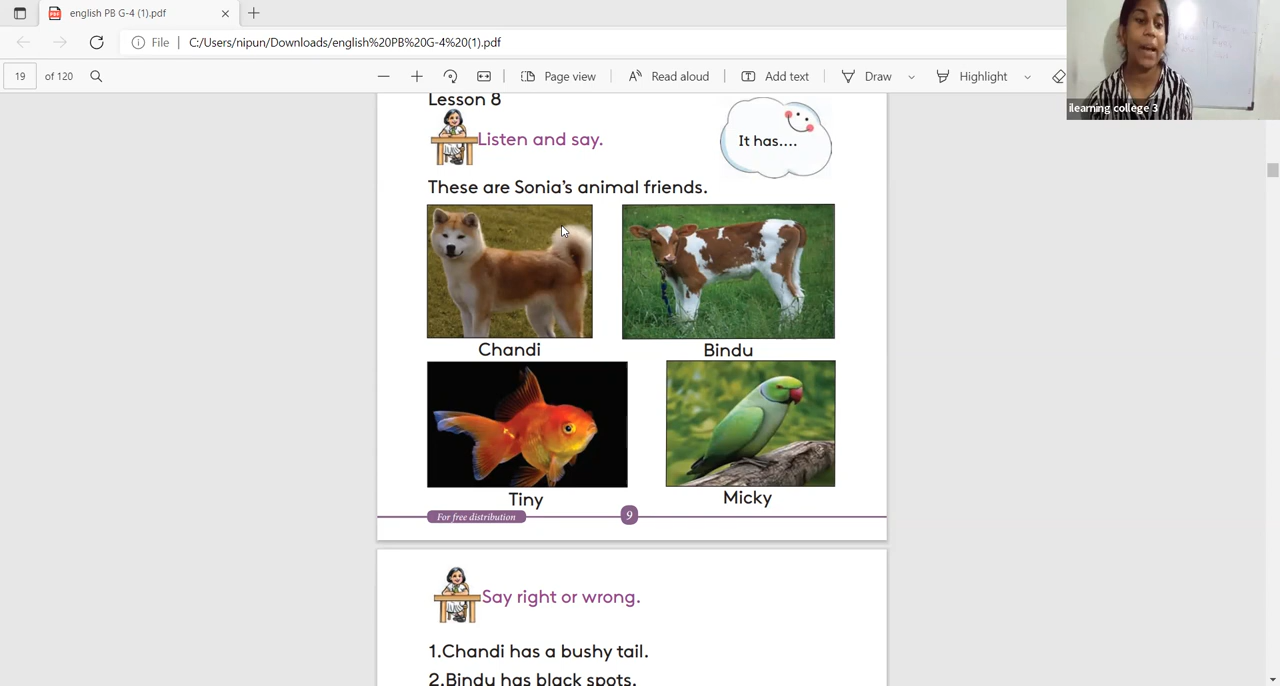 english PB G-4 (1).pdf
File
C:/Users/nipun/Downloads/english%20PB%20G-4%20(1).pdf
19 of 120
Page view
Read aloud
Add text
Draw
Highlight
ilearning college 3
Lesson 8
Listen and say.
It has....
These are Sonia's animal friends.
Chandi
Bindu
Tiny
Micky
For free distribution
9
Say right or wrong.
1.Chandi has a bushy tail.
2.Bindu has black spots.